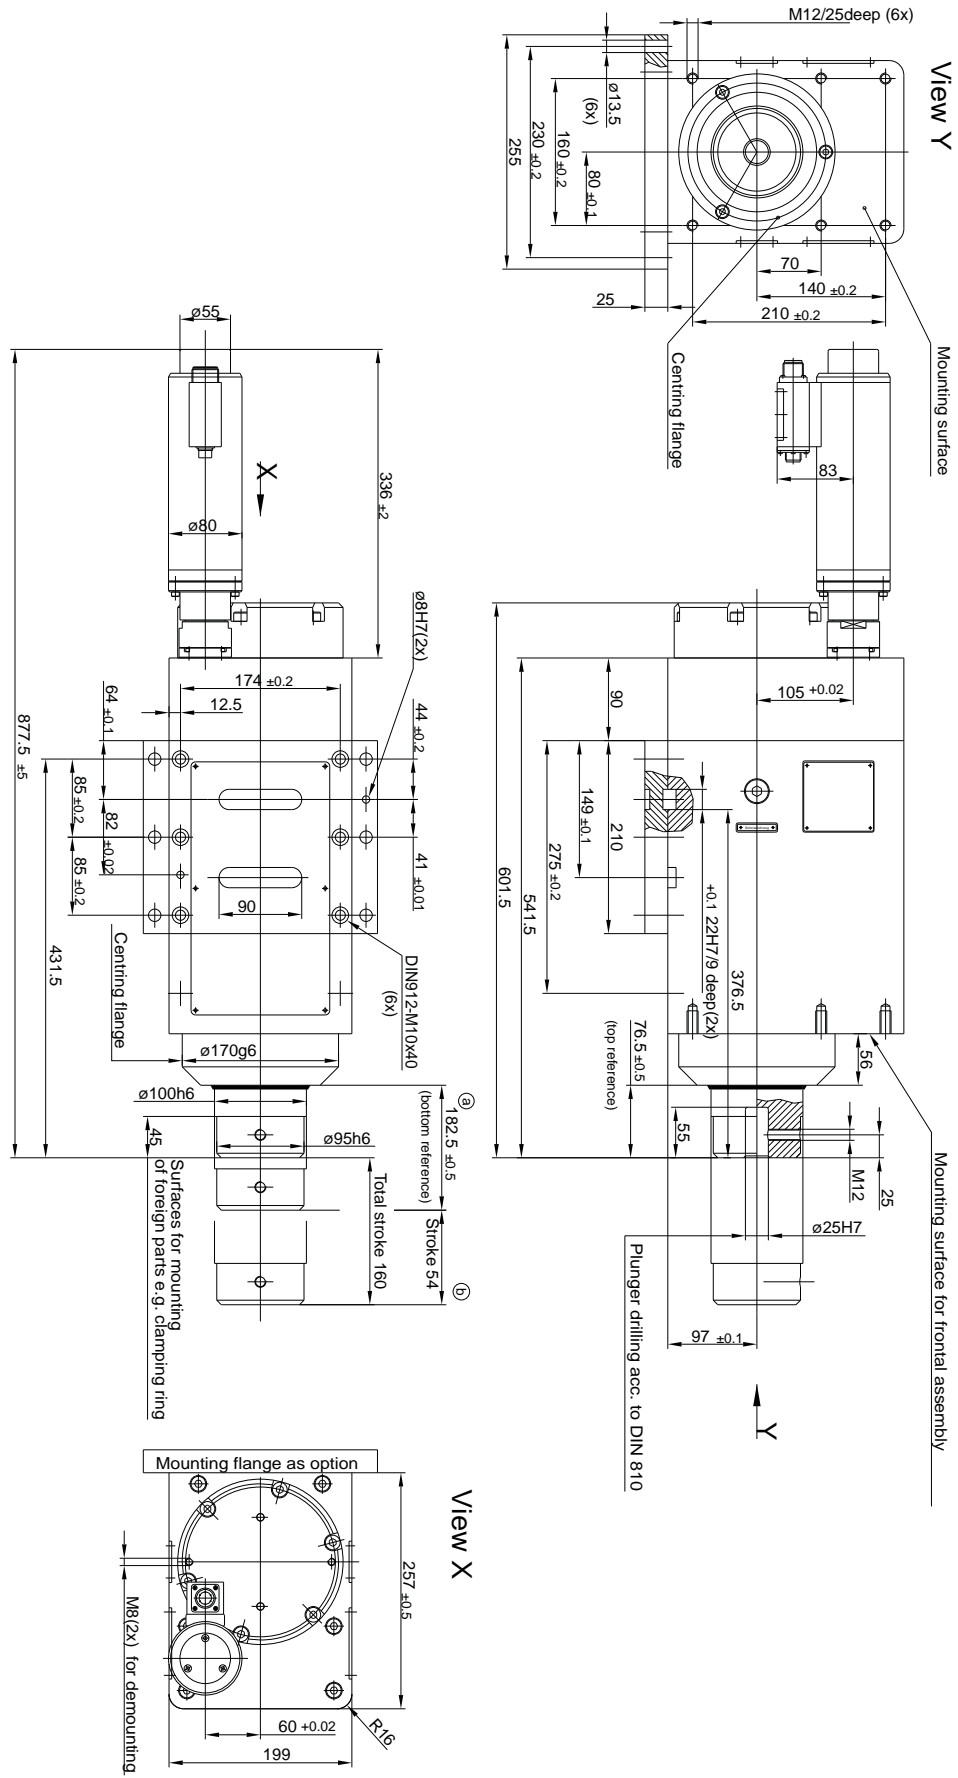 M12/25deep (6x)
View Y
ø13.5
(6x)
255
230 ±0.2
160 ±0.2
80 ±0.1
70
140 ±0.2
210 ±0.2
25
Centring flange
Mounting surface
83
ø55
X
336 ±2
ø80
ø8H7(2x)
877.5 ±5
64 ±0.1
174 ±0.2
12.5
44 ±0.2
85 ±0.2
82 +0.02
85 ±0.2
41 ±0.01
90
431.5
Centring flange
DIN912-M10x40
(6x)
ø170g6
ø100h6
ø95h6
45
a
182.5 ±0.5
(bottom reference)
Total stroke 160
Stroke 54
b
Surfaces for mounting
of foreign parts e.g. clamping ring
90
105 +0.02
601.5
541.5
275 ±0.2
149 ±0.1
210
+0.1 22H7/9 deep(2x)
376.5
76.5 ±0.5
(top reference)
56
55
M12
25
ø25H7
97 ±0.1
Y
Plunger drilling acc. to DIN 810
Mounting surface for frontal assembly
Mounting flange as option
View X
257 ±0.5
M8(2x) for demounting
60 +0.02
199
R16